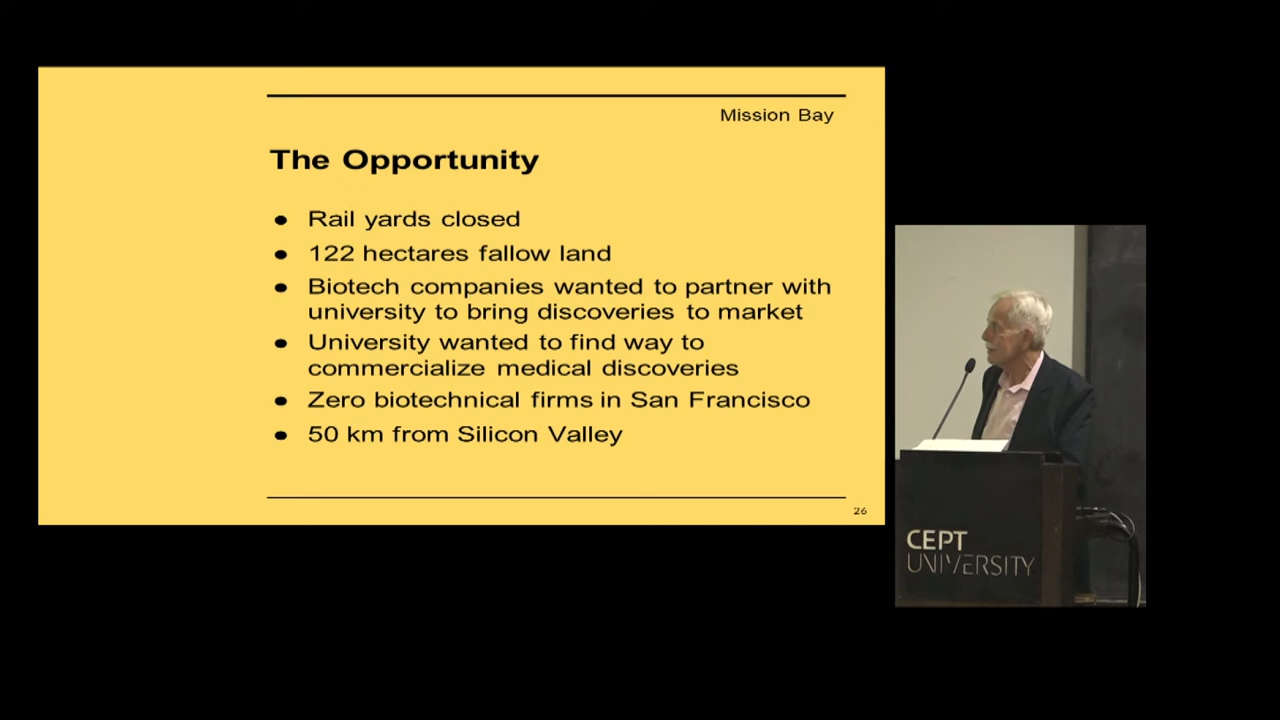 Mission Bay
The Opportunity
● Rail yards closed
● 122 hectares fallow land
● Biotech companies wanted to partner with
university to bring discoveries to market
● University wanted to find way to
commercialize medical discoveries
● Zero biotechnical firms in San Francisco
● 50 km from Silicon Valley
26
CEPT
UNIVERSITY